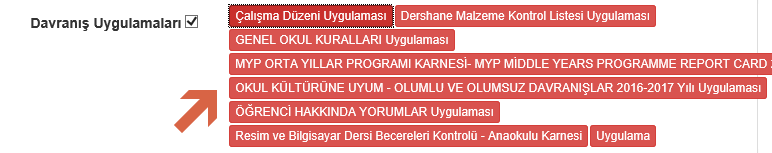 Davranış Uygulamaları
Çalışma Düzeni Uygulaması Dershane Malzeme Kontrol Listesi Uygulaması
GENEL OKUL KURALLARI Uygulaması
MYP ORTA YILLAR PROGRAMI KARNESİ- MYP MİDDLE YEARS PROGRAMME REPORT CARD 2
OKUL KÜLTÜRÜNE UYUM - OLUMLU VE OLUMSUZ DAVRANIŞLAR 2016-2017 Yılı Uygulaması
ÖĞRENCİ HAKKINDA YORUMLAR Uygulaması
Resim ve Bilgisayar Dersi Becereleri Kontrolü - Anaokulu Karnesi Uygulama